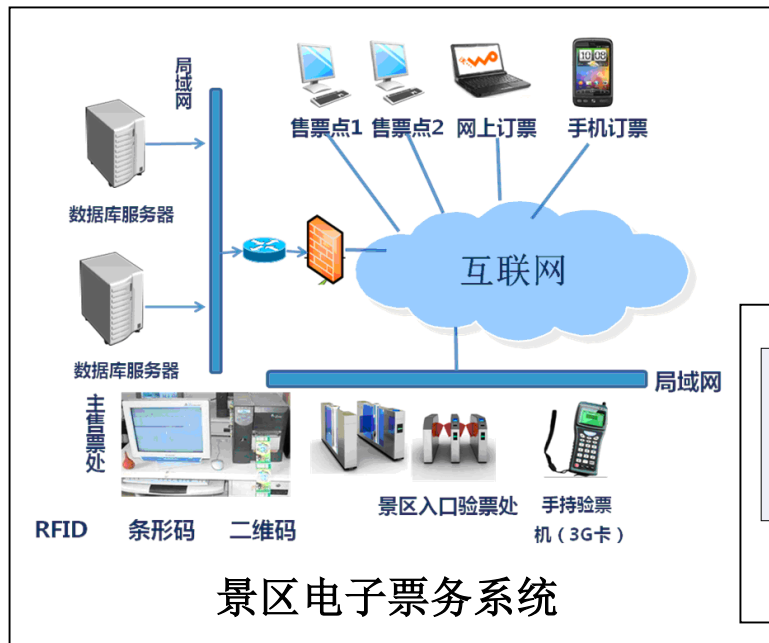 局域网
售票点1
售票点2
网上订票
手机订票
数据库服务器
互联网
数据库服务器
局域网
主售票处
景区入口验票处
手持验票
机（3G卡）
RFID
条形码
二维码
景区电子票务系统